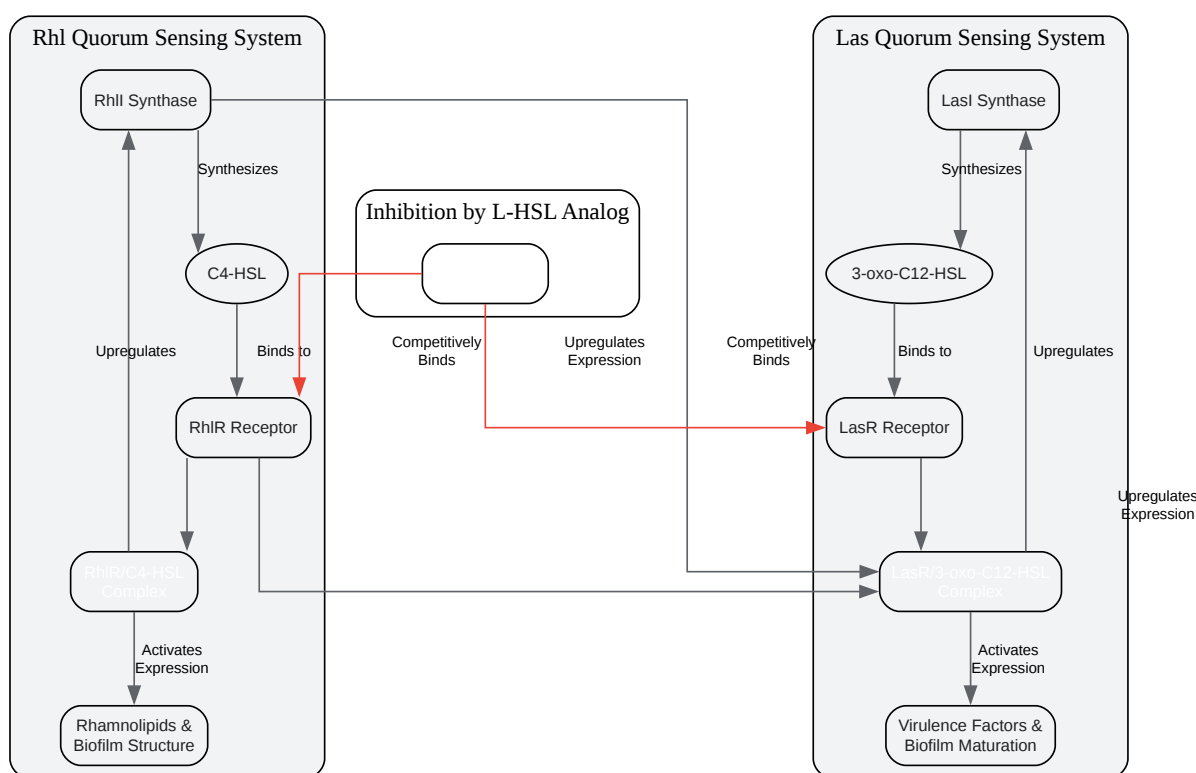 Rhl Quorum Sensing System
Las Quorum Sensing System
RhlI Synthase
LasI Synthase
Synthesizes
Synthesizes
Inhibition by L-HSL Analog
C4-HSL
3-oxo-C12-HSL
Upregulates
Binds to
Competitively
Binds
Upregulates
Expression
Competitively
Binds
Binds to
Upregulates
RhlR Receptor
LasR Receptor
Upregulates
Expression
RhlR/C4-HSL
Complex
LasR/3-oxo-C12-HSL
Complex
Activates
Expression
Activates
Expression
Rhamnolipids &
Biofilm Structure
Virulence Factors &
Biofilm Maturation